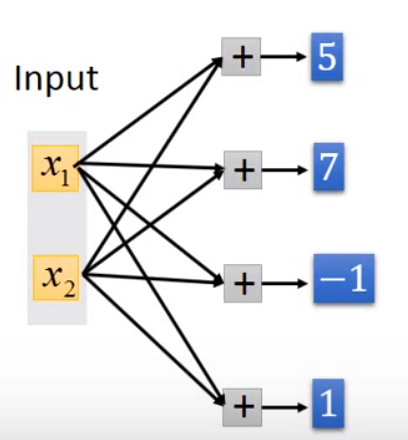 Input
+ 5
x₁ + 7
x₂ + −1
+ 1